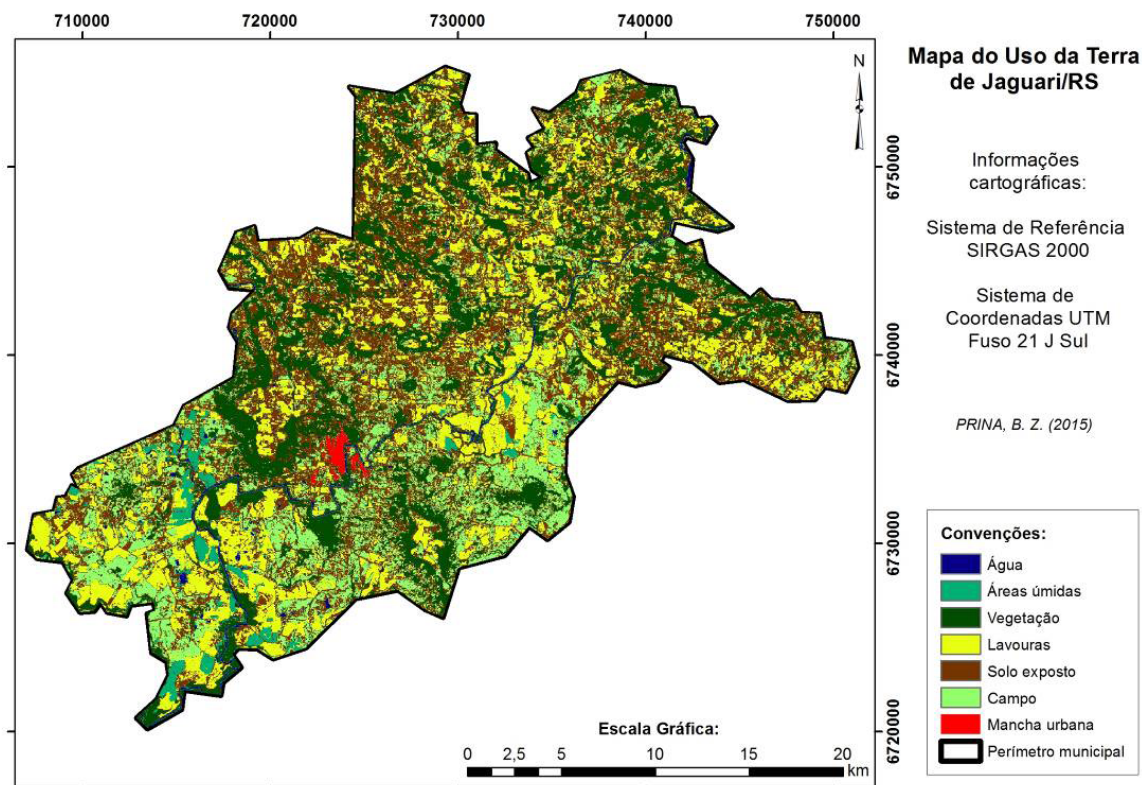 710000 720000 730000 740000 750000
Mapa do Uso da Terra
de Jaguari/RS
N
6750000
Informações
cartográficas:
Sistema de Referência
SIRGAS 2000
Sistema de
Coordenadas UTM
Fuso 21 J Sul
6740000
PRINA, B. Z. (2015)
6730000
Convenções:
Água
Áreas úmidas
Vegetação
Lavouras
Solo exposto
Campo
Mancha urbana
Perímetro municipal
6720000
Escala Gráfica:
0 2,5 5 10 15 20
km